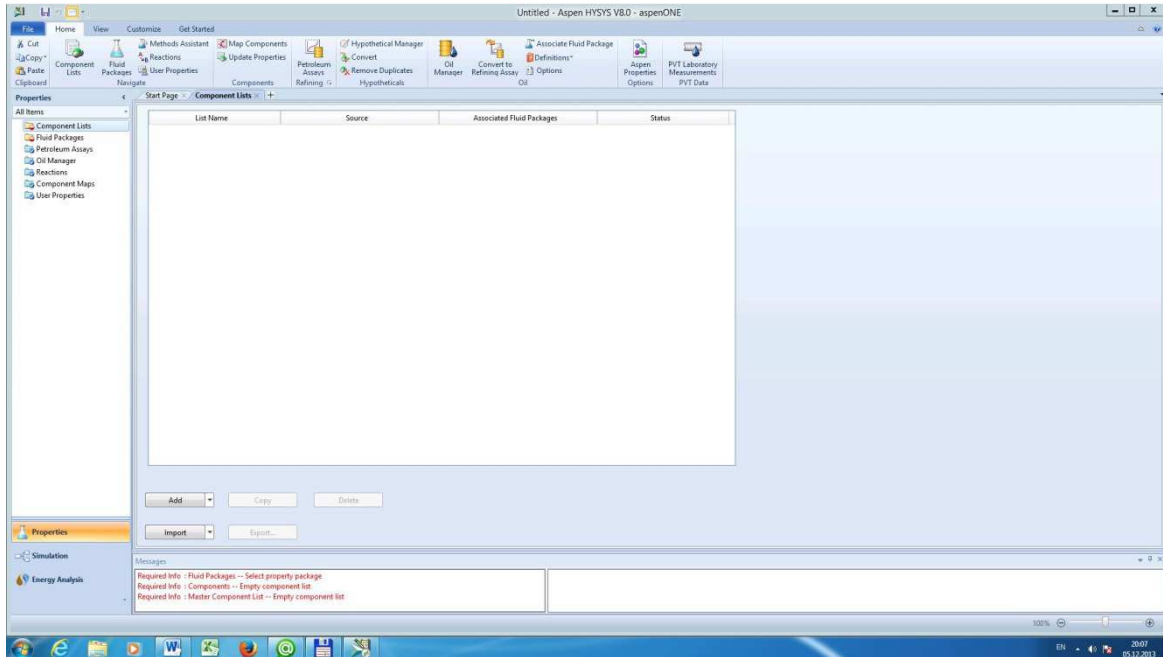 Untitled - Aspen HYSYS V8.0 - aspenONE
File Home View Customize Get Started
Cut
Copy
Paste
Clipboard
Component Lists
Fluid Packages
Methods Assistant
Reactions
User Properties
Navigate
Map Components
Update Properties
Components
Petroleum Assays
Refining
Hypothetical Manager
Convert
Remove Duplicates
Hypotheticals
Oil Manager
Convert to Refining Assay
Associate Fluid Package
Definitions
Options
Oil
Aspen Properties
Options
PVT Laboratory Measurements
PVT Data
Properties
All Items
Component Lists
Fluid Packages
Petroleum Assays
Oil Manager
Reactions
Component Maps
User Properties
Properties
Simulation
Energy Analysis
Start Page Component Lists +
List Name Source Associated Fluid Packages Status
Add Copy Delete
Import Export...
Messages
Required Info : Fluid Packages -- Select property package
Required Info : Components -- Empty component list
Required Info : Master Component List -- Empty component list
100%
EN 20:07
05.12.2013